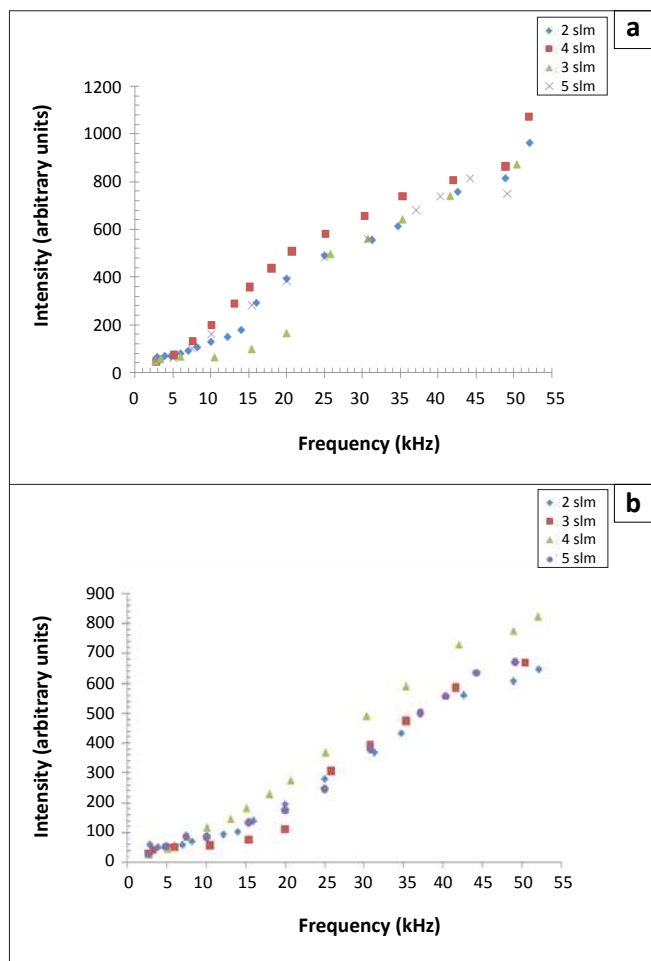 a
2 slm
4 slm
3 slm
5 slm
1200
1000
800
600
400
200
0
Intensity (arbitrary units)
0 5 10 15 20 25 30 35 40 45 50 55
Frequency (kHz)
b
2 slm
3 slm
4 slm
5 slm
900
800
700
600
500
400
300
200
100
0
Intensity (arbitrary units)
0 5 10 15 20 25 30 35 40 45 50 55
Frequency (kHz)